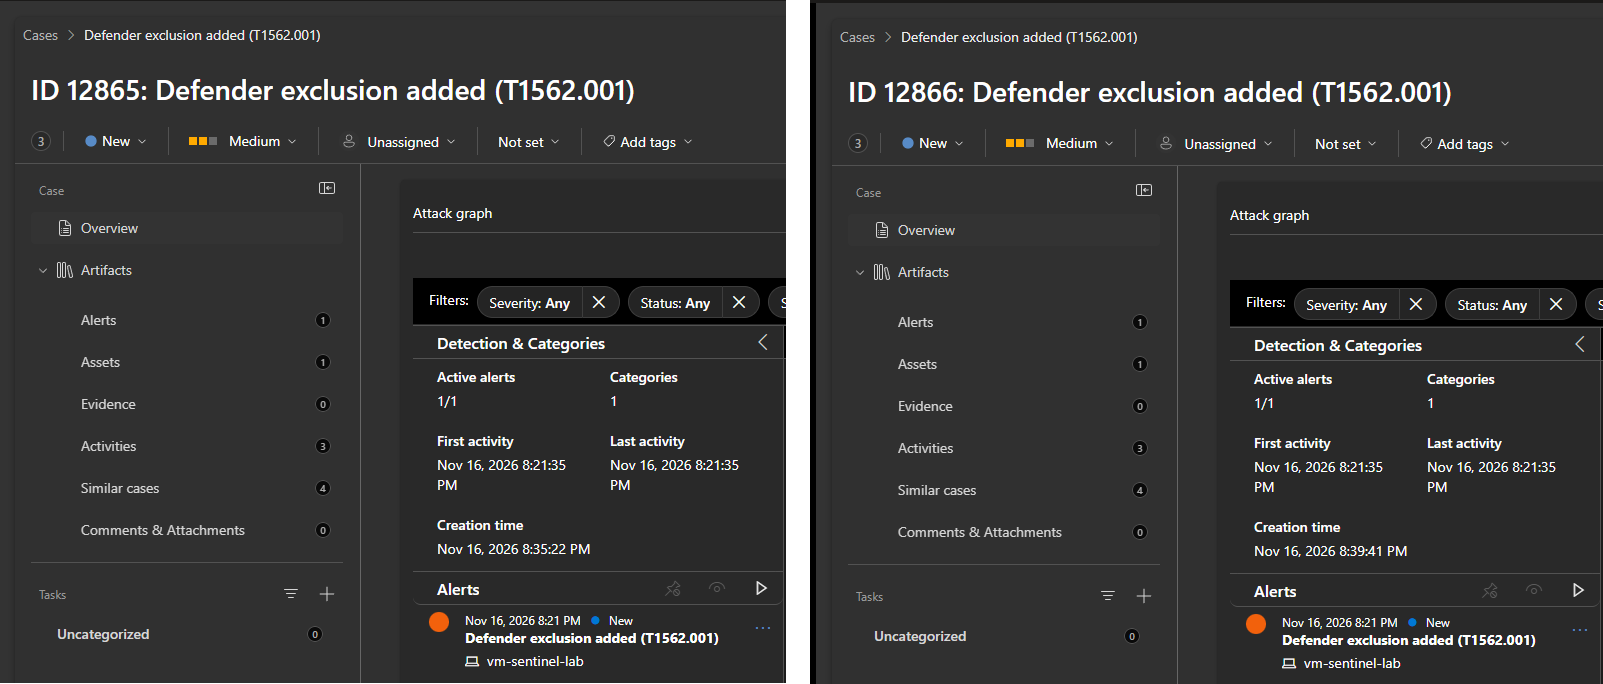 Cases > Defender exclusion added (T1562.001)
ID 12865: Defender exclusion added (T1562.001)
3 New Medium Unassigned Not set Add tags
Case
Overview
Artifacts
Alerts 1
Assets 1
Evidence 0
Activities 3
Similar cases 4
Comments & Attachments 0
Tasks
Uncategorized 0
Attack graph
Filters: Severity: Any Status: Any S
Detection & Categories
Active alerts Categories
1/1 1
First activity Last activity
Nov 16, 2026 8:21:35 Nov 16, 2026 8:21:35
PM PM
Creation time
Nov 16, 2026 8:35:22 PM
Alerts
Nov 16, 2026 8:21 PM New
Defender exclusion added (T1562.001)
vm-sentinel-lab
Cases > Defender exclusion added (T1562.001)
ID 12866: Defender exclusion added (T1562.001)
3 New Medium Unassigned Not set Add tags
Case
Overview
Artifacts
Alerts 1
Assets 1
Evidence 0
Activities 3
Similar cases 4
Comments & Attachments 0
Tasks
Uncategorized 0
Attack graph
Filters: Severity: Any Status: Any S
Detection & Categories
Active alerts Categories
1/1 1
First activity Last activity
Nov 16, 2026 8:21:35 Nov 16, 2026 8:21:35
PM PM
Creation time
Nov 16, 2026 8:39:41 PM
Alerts
Nov 16, 2026 8:21 PM New
Defender exclusion added (T1562.001)
vm-sentinel-lab